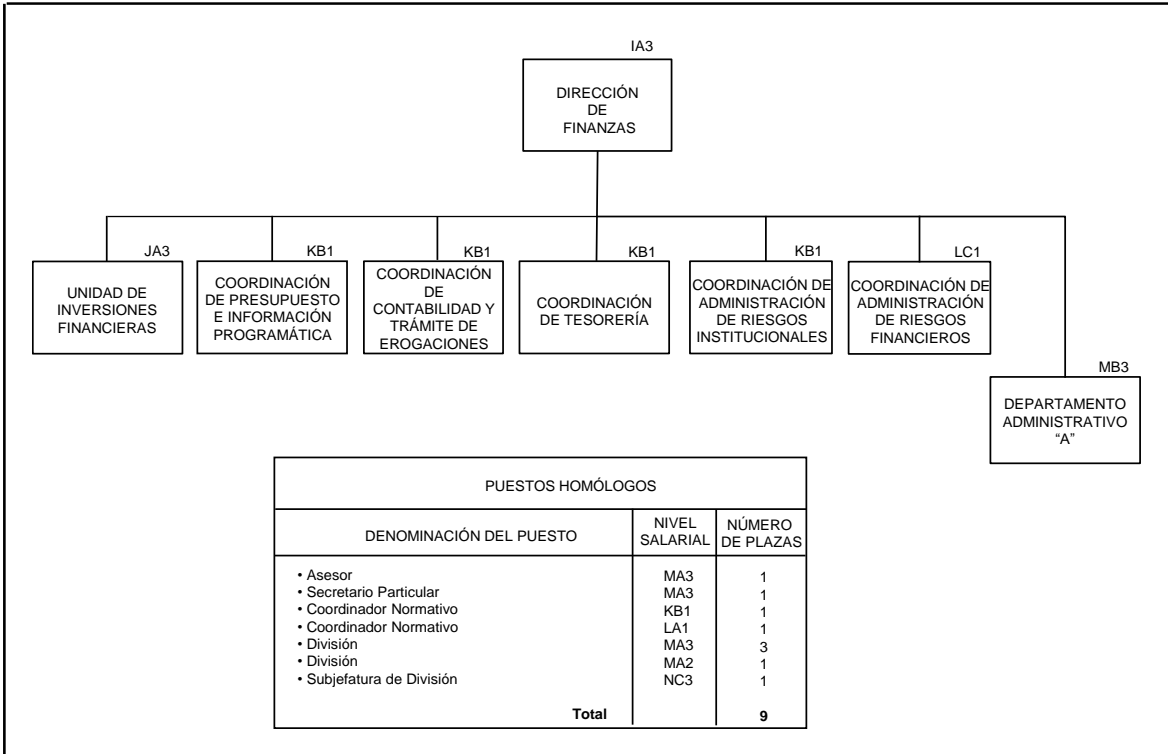 IA3
DIRECCIÓN
DE
FINANZAS
JA3
UNIDAD DE
INVERSIONES
FINANCIERAS
KB1
COORDINACIÓN
DE PRESUPUESTO
E INFORMACIÓN
PROGRAMÁTICA
KB1
COORDINACIÓN
DE
CONTABILIDAD Y
TRÁMITE DE
EROGACIONES
KB1
COORDINACIÓN
DE TESORERÍA
KB1
COORDINACIÓN DE
ADMINISTRACIÓN
DE RIESGOS
INSTITUCIONALES
LC1
COORDINACIÓN DE
ADMINISTRACIÓN
DE RIESGOS
FINANCIEROS
MB3
DEPARTAMENTO
ADMINISTRATIVO
“A”
PUESTOS HOMÓLOGOS
DENOMINACIÓN DEL PUESTO NIVEL SALARIAL NÚMERO DE PLAZAS
• Asesor MA3 1
• Secretario Particular MA3 1
• Coordinador Normativo KB1 1
• Coordinador Normativo LA1 1
• División MA3 3
• División MA2 1
• Subjefatura de División NC3 1
Total 9